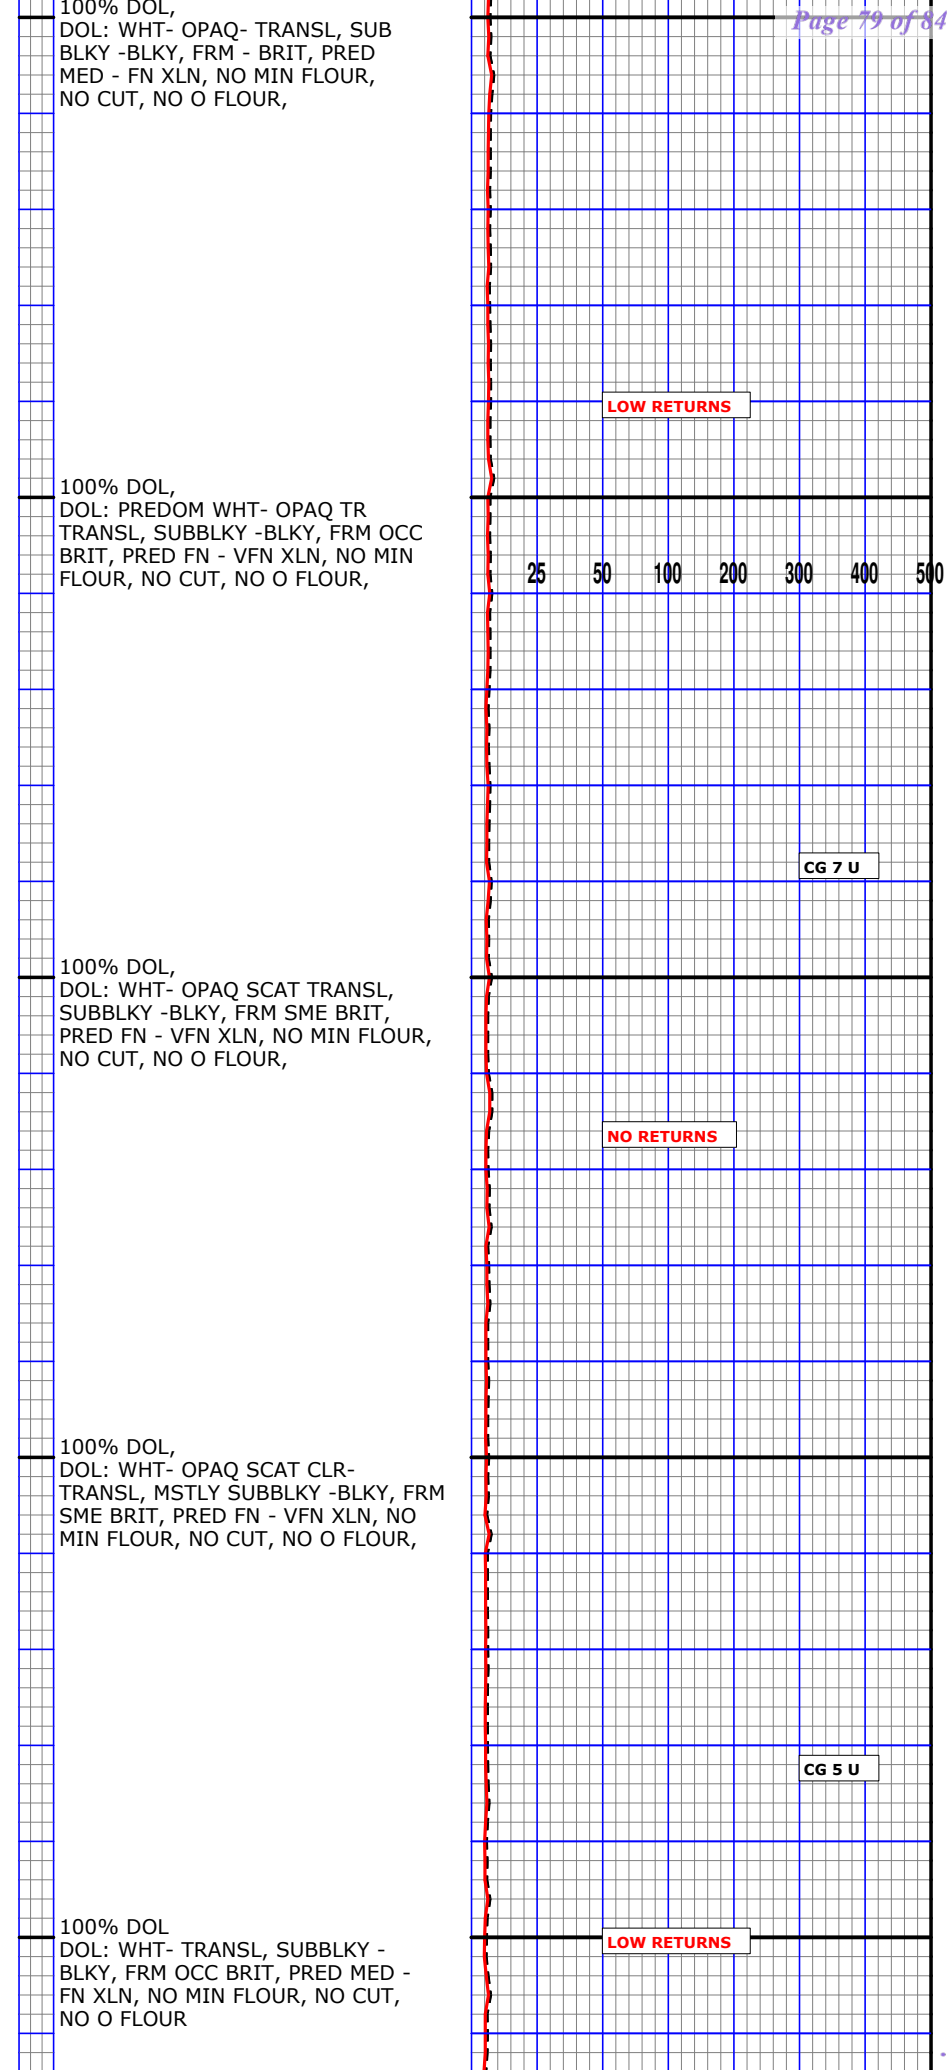 100% DOL,
DOL: WHT- OPAQ- TRANSL, SUB
BLKY -BLKY, FRM - BRIT, PRED
MED - FN XLN, NO MIN FLOUR,
NO CUT, NO O FLOUR,
Page 79 of 84
LOW RETURNS
100% DOL,
DOL: PREDOM WHT- OPAQ TR
TRANSL, SUBBLKY -BLKY, FRM OCC
BRIT, PRED FN - VFN XLN, NO MIN
FLOUR, NO CUT, NO O FLOUR,
25 50 100 200 300 400 500
CG 7 U
100% DOL,
DOL: WHT- OPAQ SCAT TRANSL,
SUBBLKY -BLKY, FRM SME BRIT,
PRED FN - VFN XLN, NO MIN FLOUR,
NO CUT, NO O FLOUR,
NO RETURNS
100% DOL,
DOL: WHT- OPAQ SCAT CLR-
TRANSL, MSTLY SUBBLKY -BLKY, FRM
SME BRIT, PRED FN - VFN XLN, NO
MIN FLOUR, NO CUT, NO O FLOUR,
CG 5 U
100% DOL
DOL: WHT- TRANSL, SUBBLKY -
BLKY, FRM OCC BRIT, PRED MED -
FN XLN, NO MIN FLOUR, NO CUT,
NO O FLOUR
LOW RETURNS